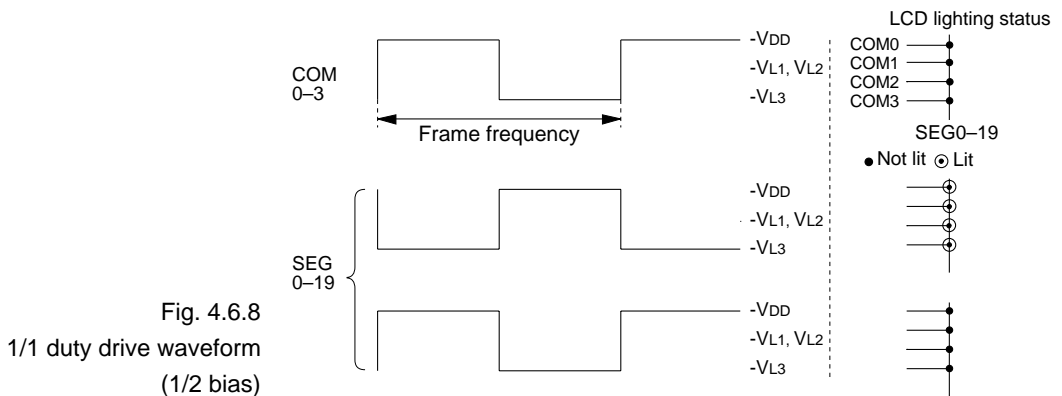 LCD lighting status
COM
0–3
-VDD
-VL1, VL2
-VL3
Frame frequency
COM0
COM1
COM2
COM3
SEG0–19
Not lit
Lit
SEG
0–19
-VDD
-VL1, VL2
-VL3
-VDD
-VL1, VL2
-VL3
Fig. 4.6.8
1/1 duty drive waveform
(1/2 bias)